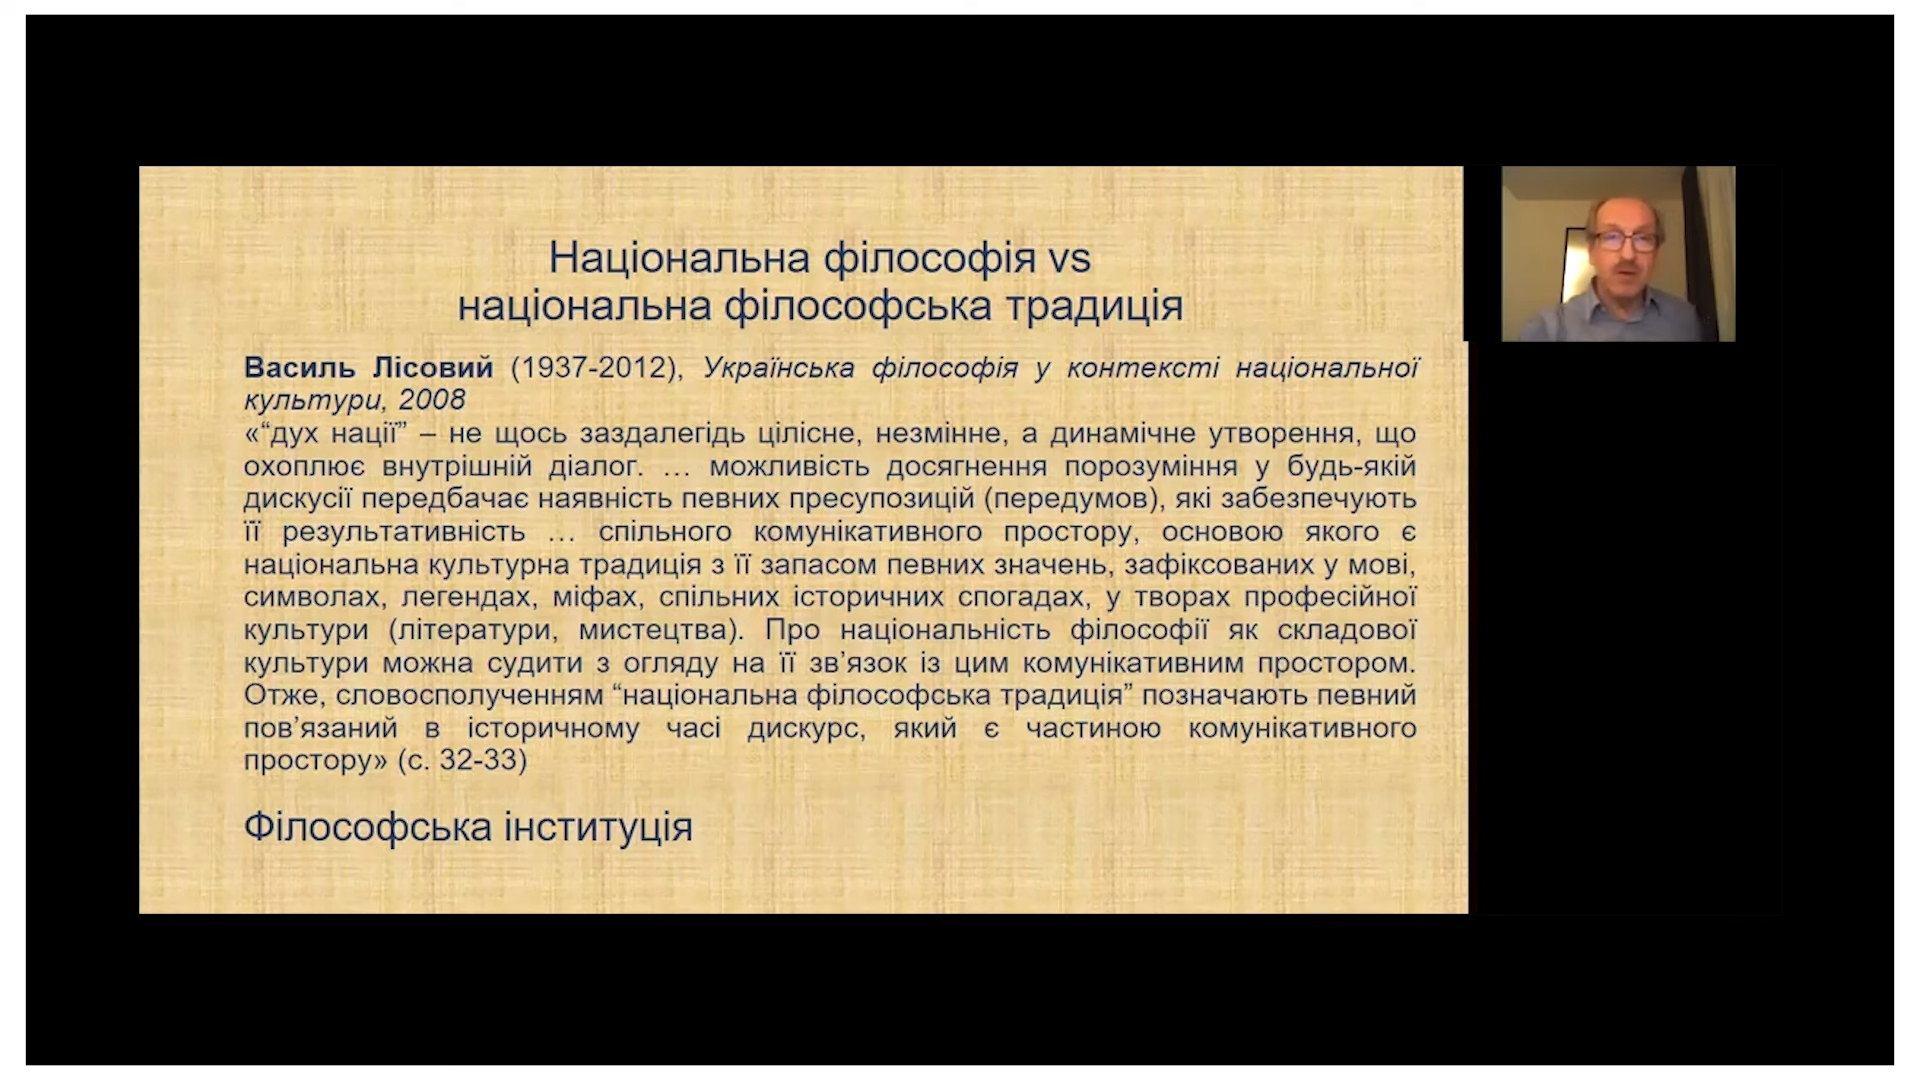 Національна філософія vs
національна філософська традиція
Василь Лісовий (1937-2012), Українська філософія у контексті національної
культури, 2008
«“дух нації” – не щось заздалегідь цілісне, незмінне, а динамічне утворення, що
охоплює внутрішній діалог. … можливість досягнення порозуміння у будь-якій
дискусії передбачає наявність певних пресупозицій (передумов), які забезпечують
її результативність … спільного комунікативного простору, основою якого є
національна культурна традиція з її запасом певних значень, зафіксованих у мові,
символах, легендах, міфах, спільних історичних спогадах, у творах професійної
культури (літератури, мистецтва). Про національність філософії як складової
культури можна судити з огляду на її зв’язок із цим комунікативним простором.
Отже, словосполученням “національна філософська традиція” позначають певний
пов’язаний в історичному часі дискурс, який є частиною комунікативного
простору» (с. 32-33)
Філософська інституція